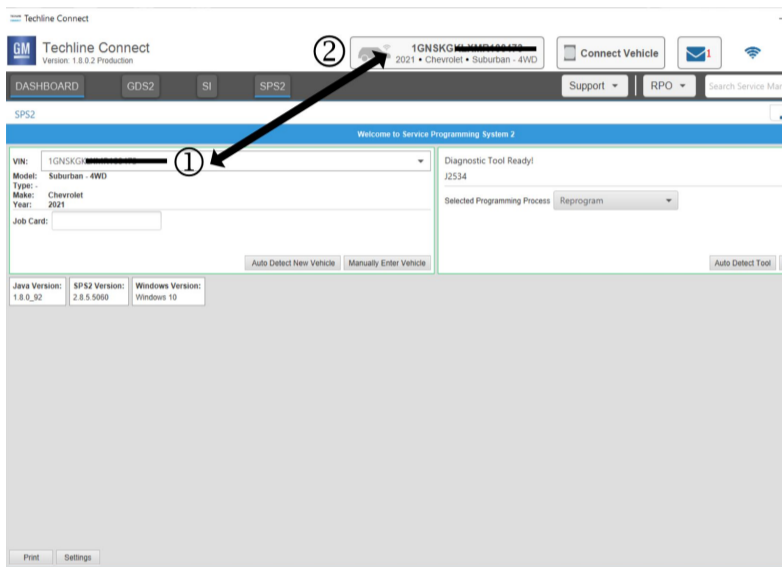 Techline Connect
GM
Techline Connect
Version: 1.8.0.2 Production
②
1GNSKG
2021 • Chevrolet • Suburban - 4WD
Connect Vehicle
1
DASHBOARD
GDS2
SI
SPS2
Support
RPO
Search Service Man
SPS2
Welcome to Service Programming System 2
VIN:
1GNSKGK
①
Model: Suburban - 4WD
Type: -
Make: Chevrolet
Year: 2021
Job Card:
Auto Detect New Vehicle
Manually Enter Vehicle
Diagnostic Tool Ready!
J2534
Selected Programming Process
Reprogram
Auto Detect Tool
Java Version:
1.8.0_92
SPS2 Version:
2.8.5.5060
Windows Version:
Windows 10
Print
Settings